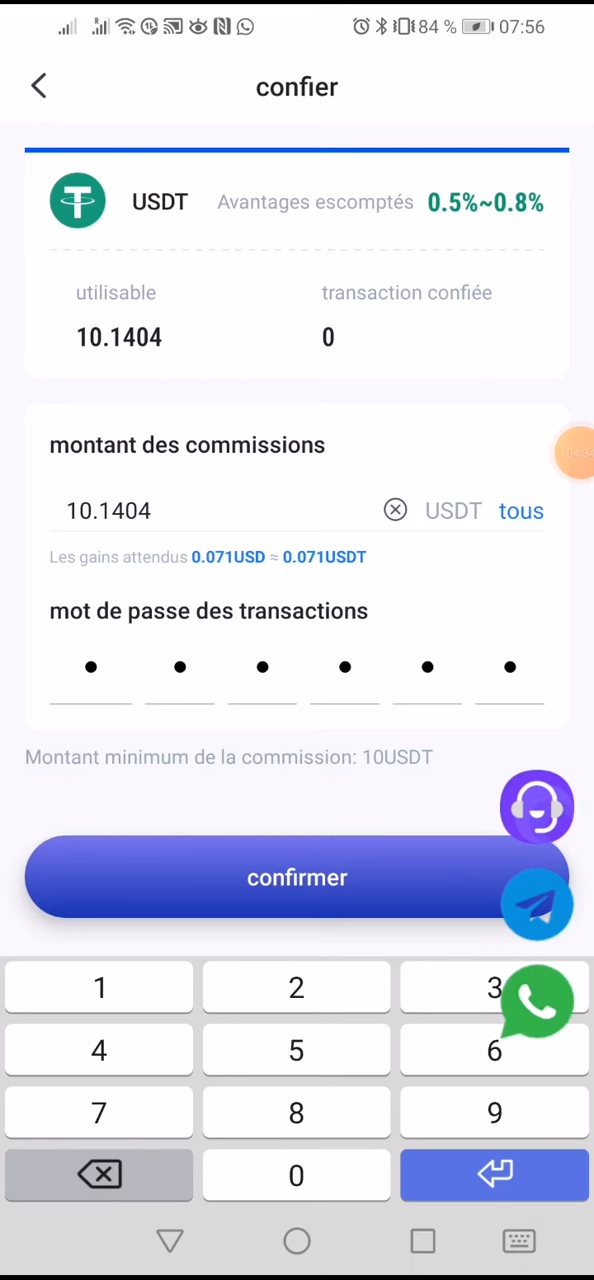 84 % 07:56
confier
USDT Avantages escomptés 0.5%~0.8%
utilisable transaction confiée
10.1404 0
montant des commissions
04:34
10.1404 USDT tous
Les gains attendus 0.071USD ≈ 0.071USDT
mot de passe des transactions
Montant minimum de la commission: 10USDT
confirmer
1 2 3
4 5 6
7 8 9
0